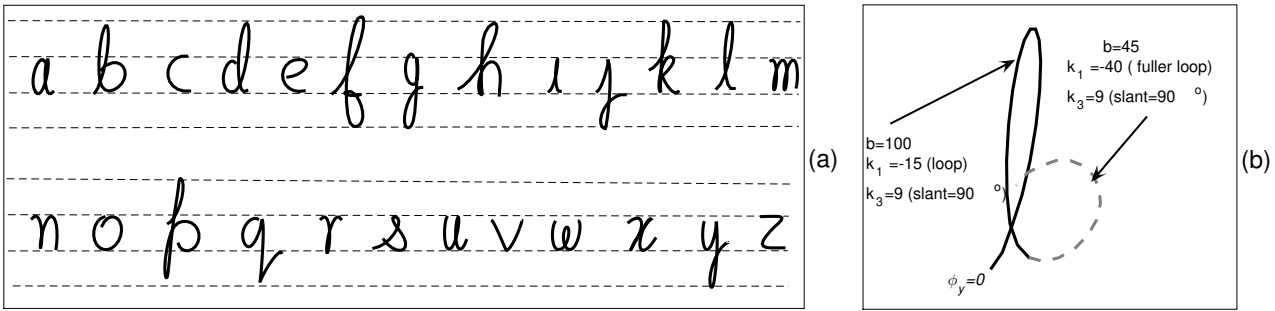 a b c d e f g h ı ȷ k l m
n o p q r s u v w x y z
(a)
b=45
k1 =-40 ( fuller loop)
k3=9 (slant=90 o)
b=100
k1 =-15 (loop)
k3=9 (slant=90 o)
ϕy=0
(b)